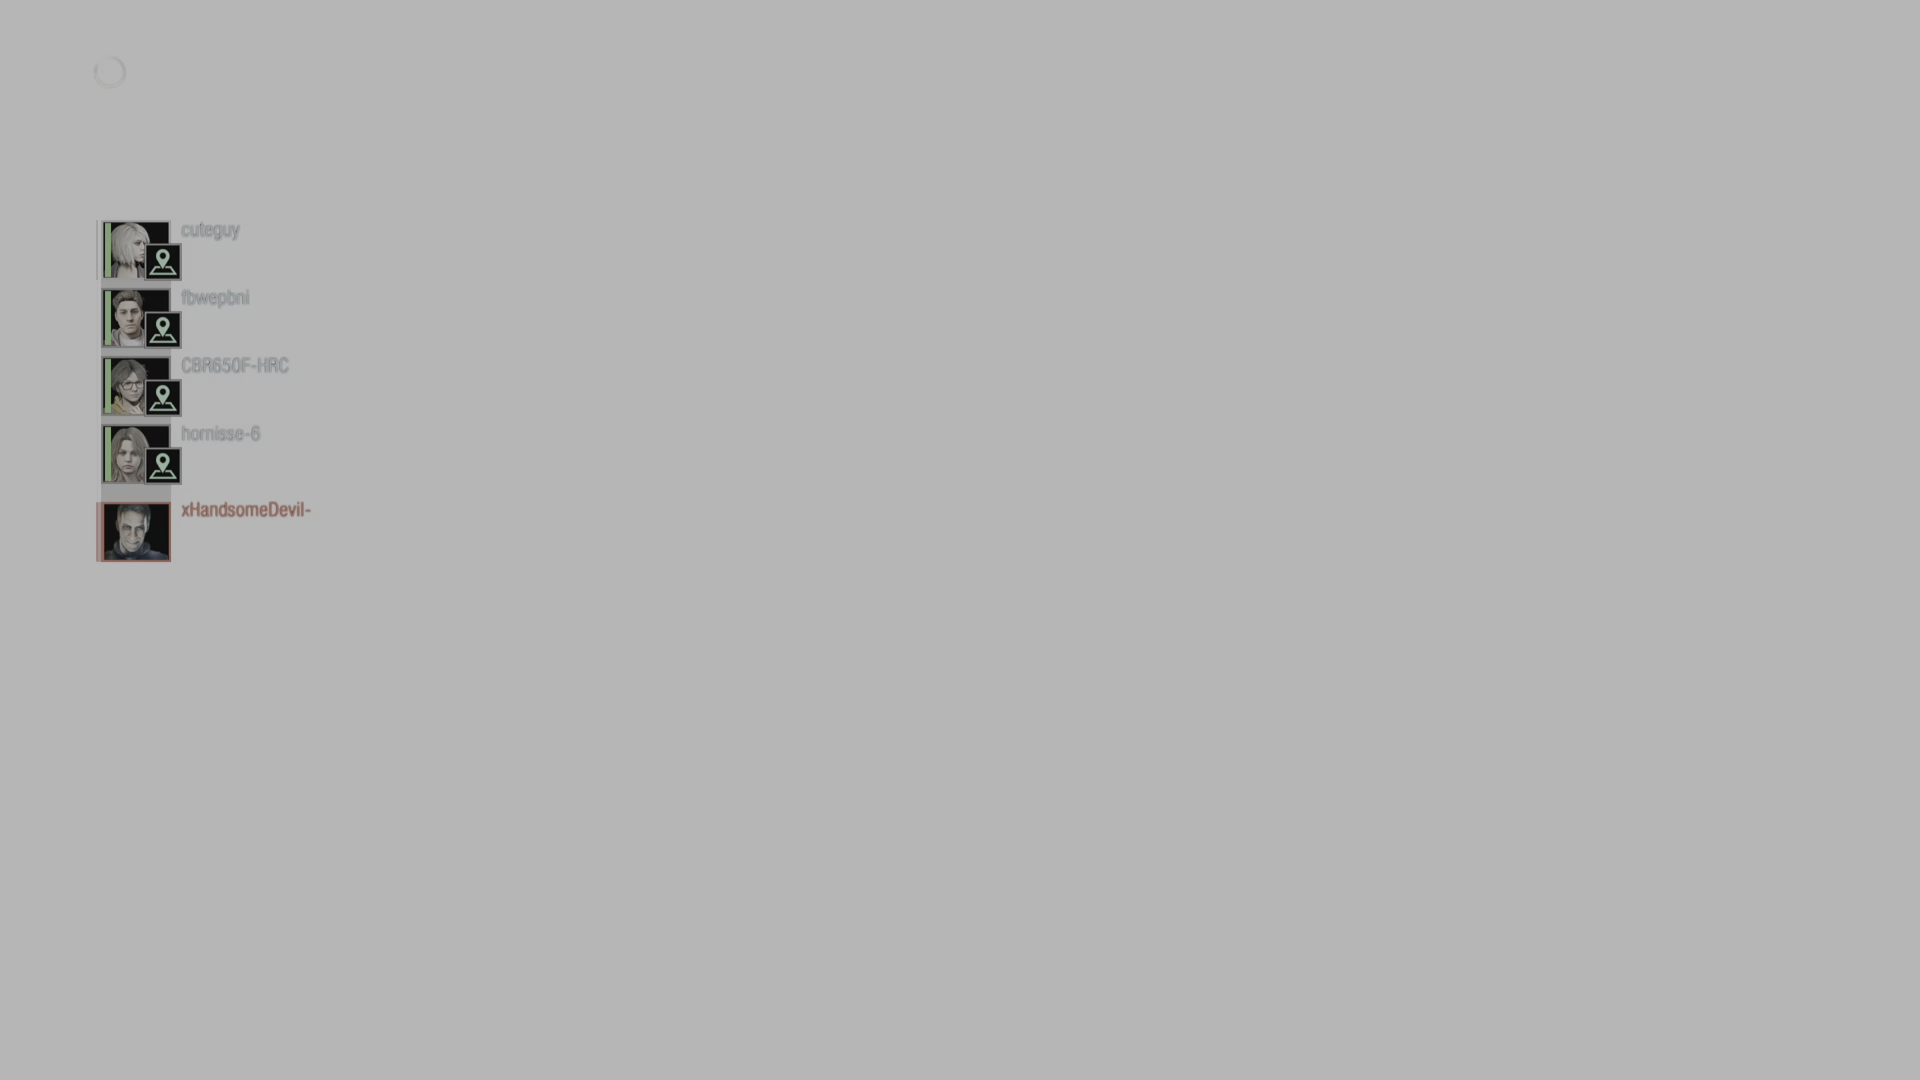 cuteguy
fbwepbni
CBR650F-HRC
hornisse-6
xHandsomeDevil-